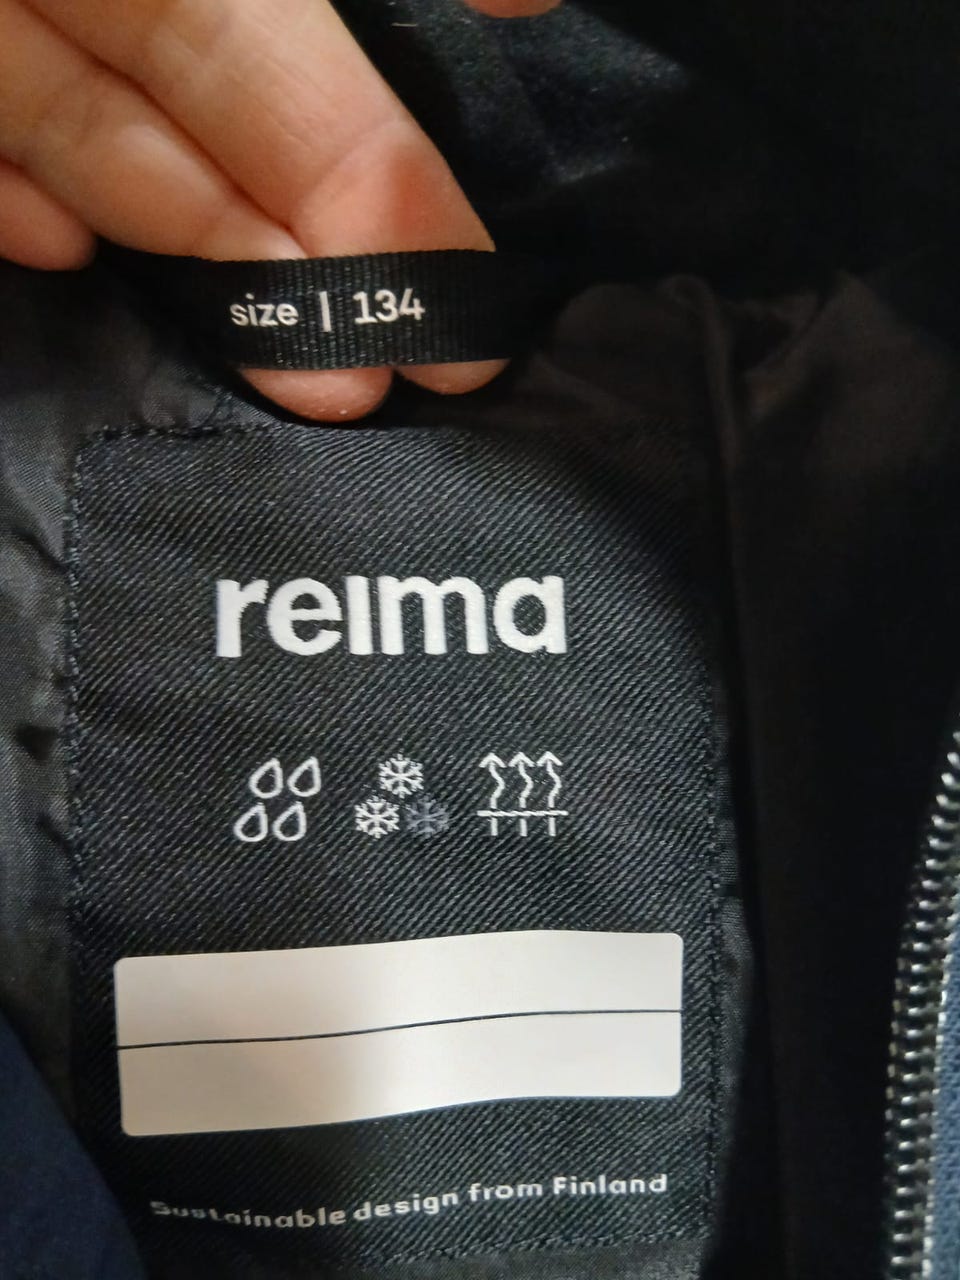 size | 134
reima
Sustainable design from Finland